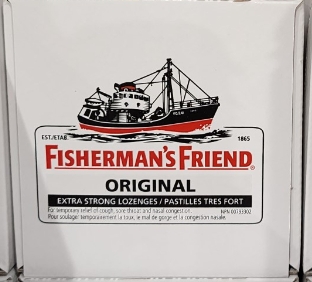 EST./ETAB. 1865
FISHERMAN'S FRIEND®
ORIGINAL
EXTRA STRONG LOZENGES / PASTILLES TRES FORT
For temporary relief of cough, sore throat and nasal congestion.
Pour soulager temporairement la toux, le mal de gorge et la congestion nasale.